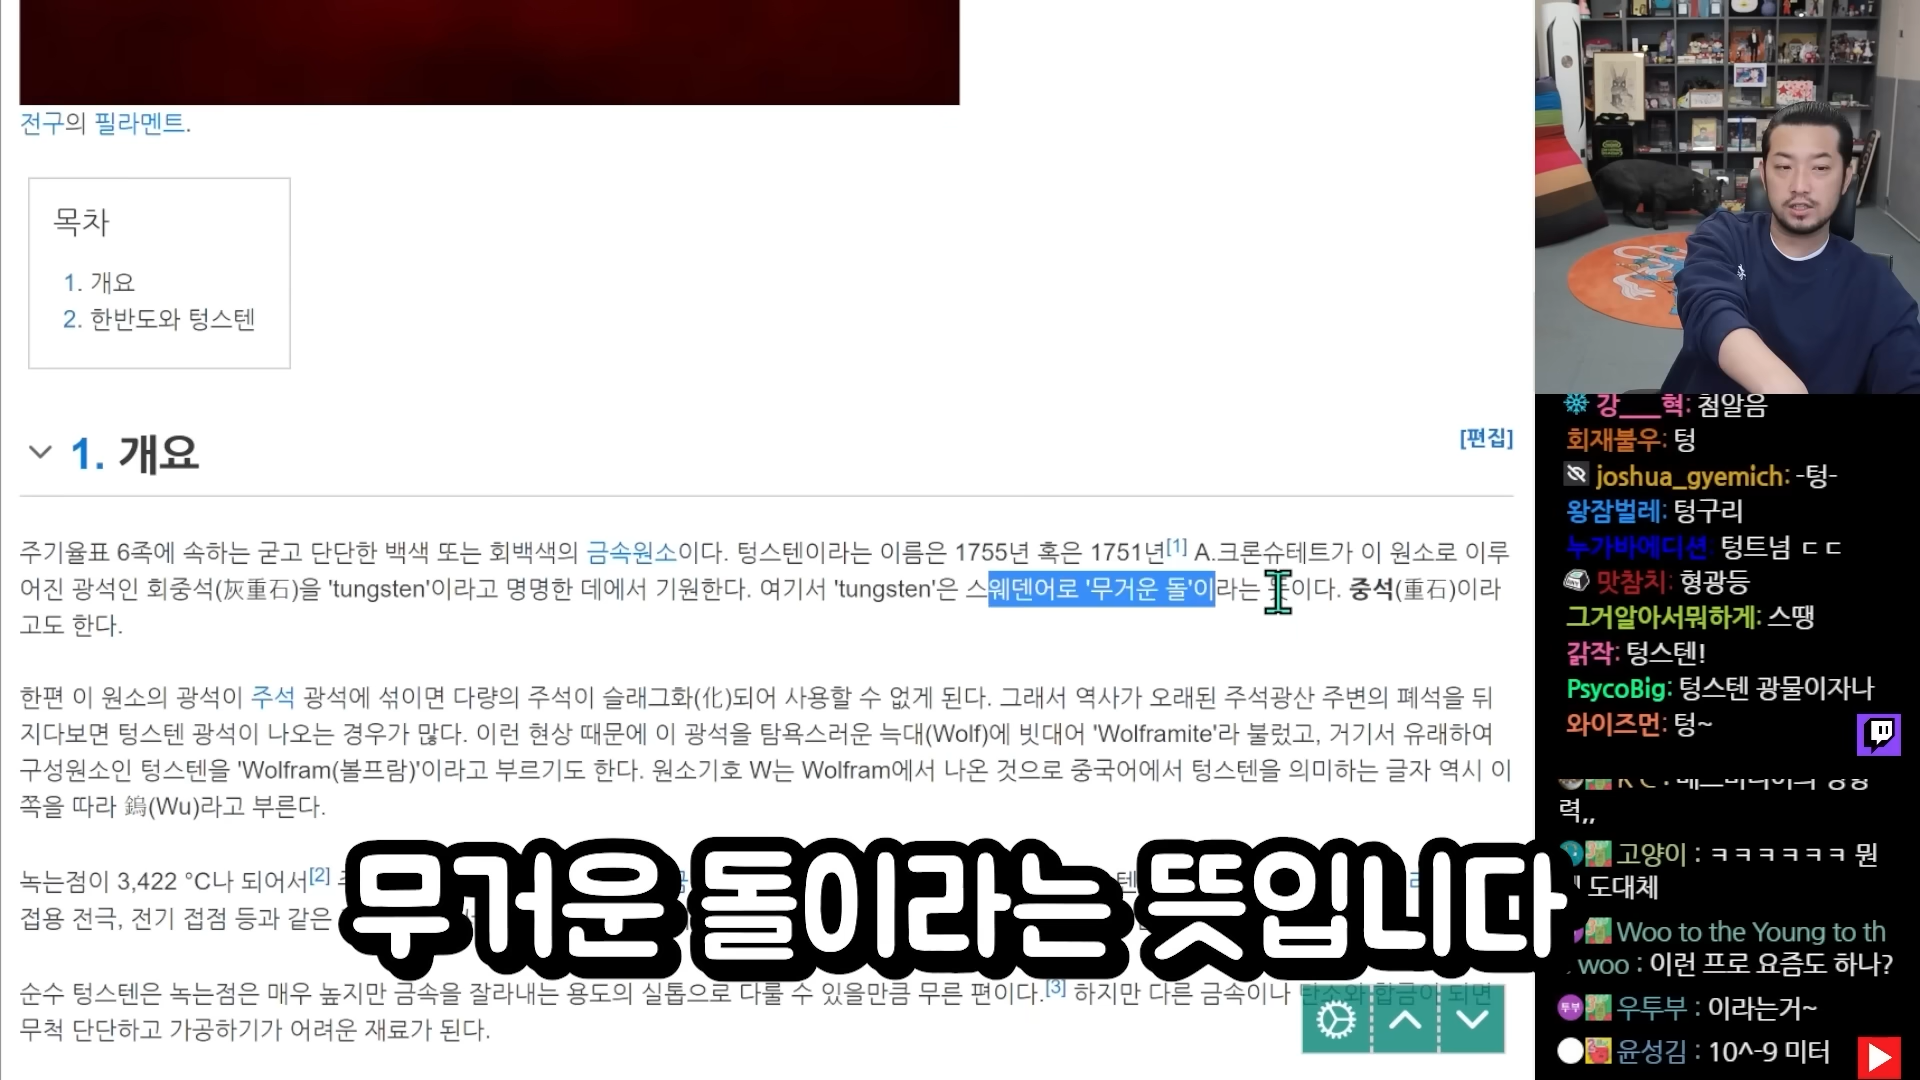 전구의 필라멘트.
목차
1. 개요
2. 한반도와 텅스텐
1. 개요
[편집]
주기율표 6족에 속하는 굳고 단단한 백색 또는 회백색의 금속원소이다. 텅스텐이라는 이름은 1755년 혹은 1751년[1] A.크론슈테트가 이 원소로 이루
어진 광석인 회중석(灰重石)을 'tungsten'이라고 명명한 데에서 기원한다. 여기서 'tungsten'은 스웨덴어로 '무거운 돌'이라는 뜻이다. 중석(重石)이라
고도 한다.
한편 이 원소의 광석이 주석 광석에 섞이면 다량의 주석이 슬래그화(化)되어 사용할 수 없게 된다. 그래서 역사가 오래된 주석광산 주변의 폐석을 뒤
지다보면 텅스텐 광석이 나오는 경우가 많다. 이런 현상 때문에 이 광석을 탐욕스러운 늑대(Wolf)에 빗대어 'Wolframite'라 불렀고, 거기서 유래하여
구성원소인 텅스텐을 'Wolfram(볼프람)'이라고 부르기도 한다. 원소기호 W는 Wolfram에서 나온 것으로 중국어에서 텅스텐을 의미하는 글자 역시 이
쪽을 따라 鎢(Wu)라고 부른다.
녹는점이 3,422 °C나 되어서[2]
접용 전극, 전기 접점 등과 같은
무거운 돌이라는 뜻입니다
순수 텅스텐은 녹는점은 매우 높지만 금속을 잘라내는 용도의 실톱으로 다룰 수 있을만큼 무른 편이다.[3] 하지만 다른 금속이나 탄소와 합금이 되면
무척 단단하고 가공하기가 어려운 재료가 된다.
강___혁: 첨알음
회재불우: 텅
joshua_gyemich: -텅-
왕잠벌레: 텅구리
누가바에디션: 텅트넘 ㄷㄷ
맛참치: 형광등
그거알아서뭐하게: 스땡
갉작: 텅스텐!
PsycoBig: 텅스텐 광물이자나
와이즈먼: 텅~
력,,
고양이 : ㅋㅋㅋㅋㅋㅋ 뭔
도대체
Woo to the Young to th
woo : 이런 프로 요즘도 하나?
우투부 : 이라는거~
윤성김 : 10^-9 미터